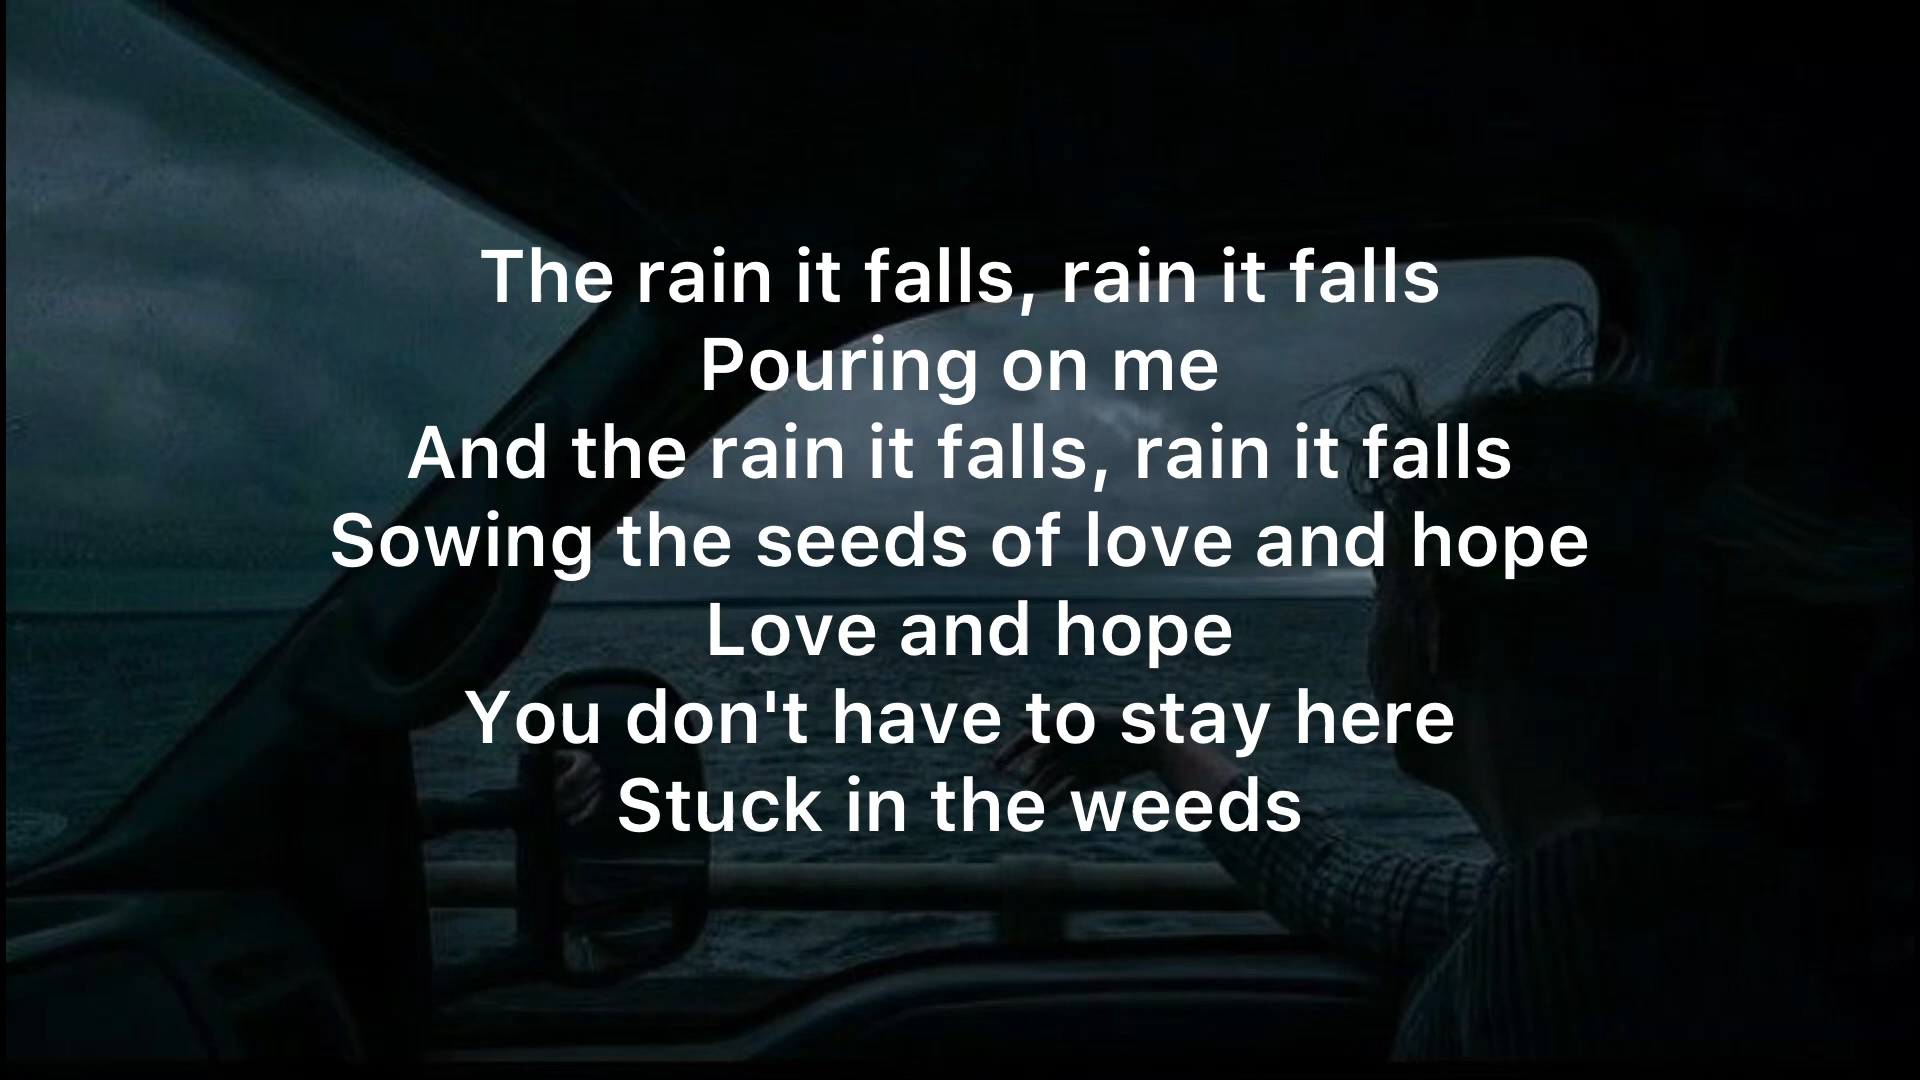 The rain it falls, rain it falls
Pouring on me
And the rain it falls, rain it falls
Sowing the seeds of love and hope
Love and hope
You don't have to stay here
Stuck in the weeds